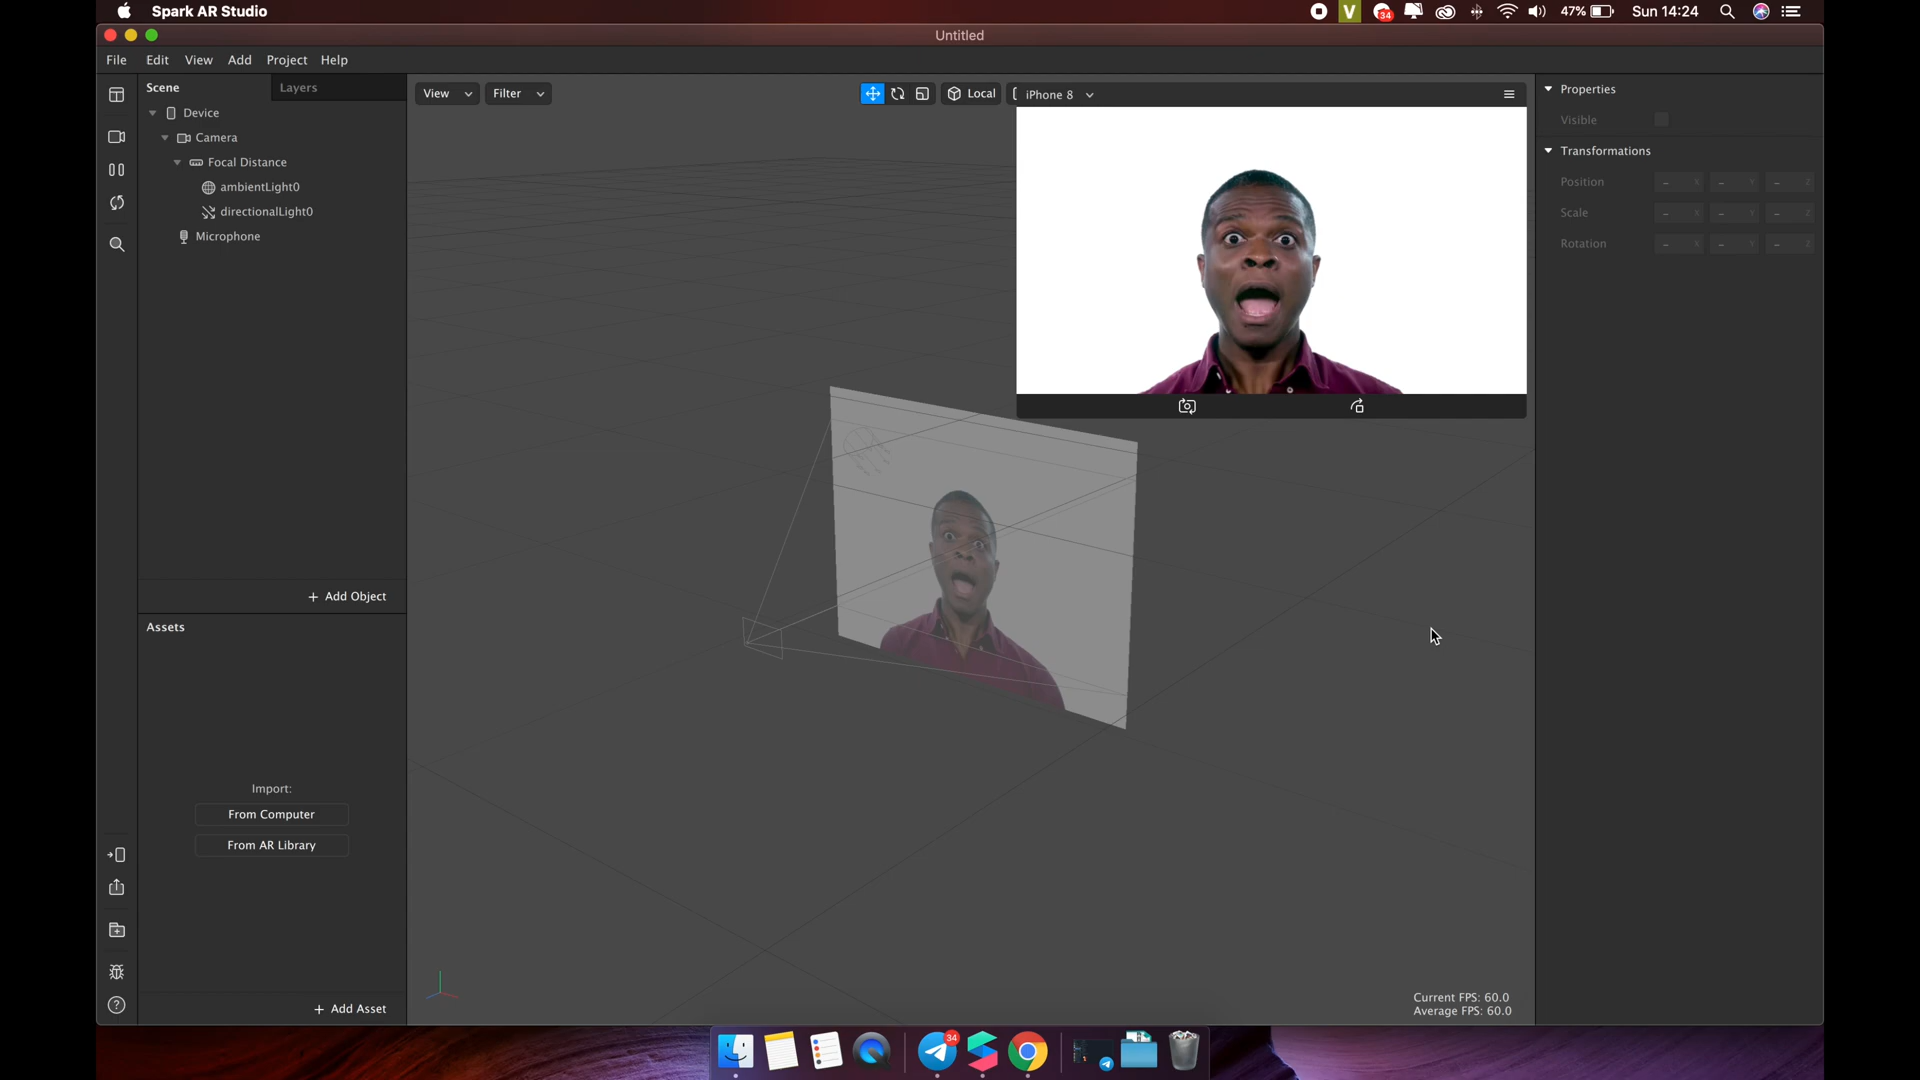 Spark AR Studio
34
47%
Sun 14:24
Untitled
File Edit View Add Project Help
Scene Layers
Device
Camera
Focal Distance
ambientLight0
directionalLight0
Microphone
+ Add Object
Assets
Import:
From Computer
From AR Library
+ Add Asset
View Filter
Local
iPhone 8
Properties
Visible
Transformations
Position – X – Y – Z
Scale – X – Y – Z
Rotation – X – Y – Z
Current FPS: 60.0
Average FPS: 60.0
34